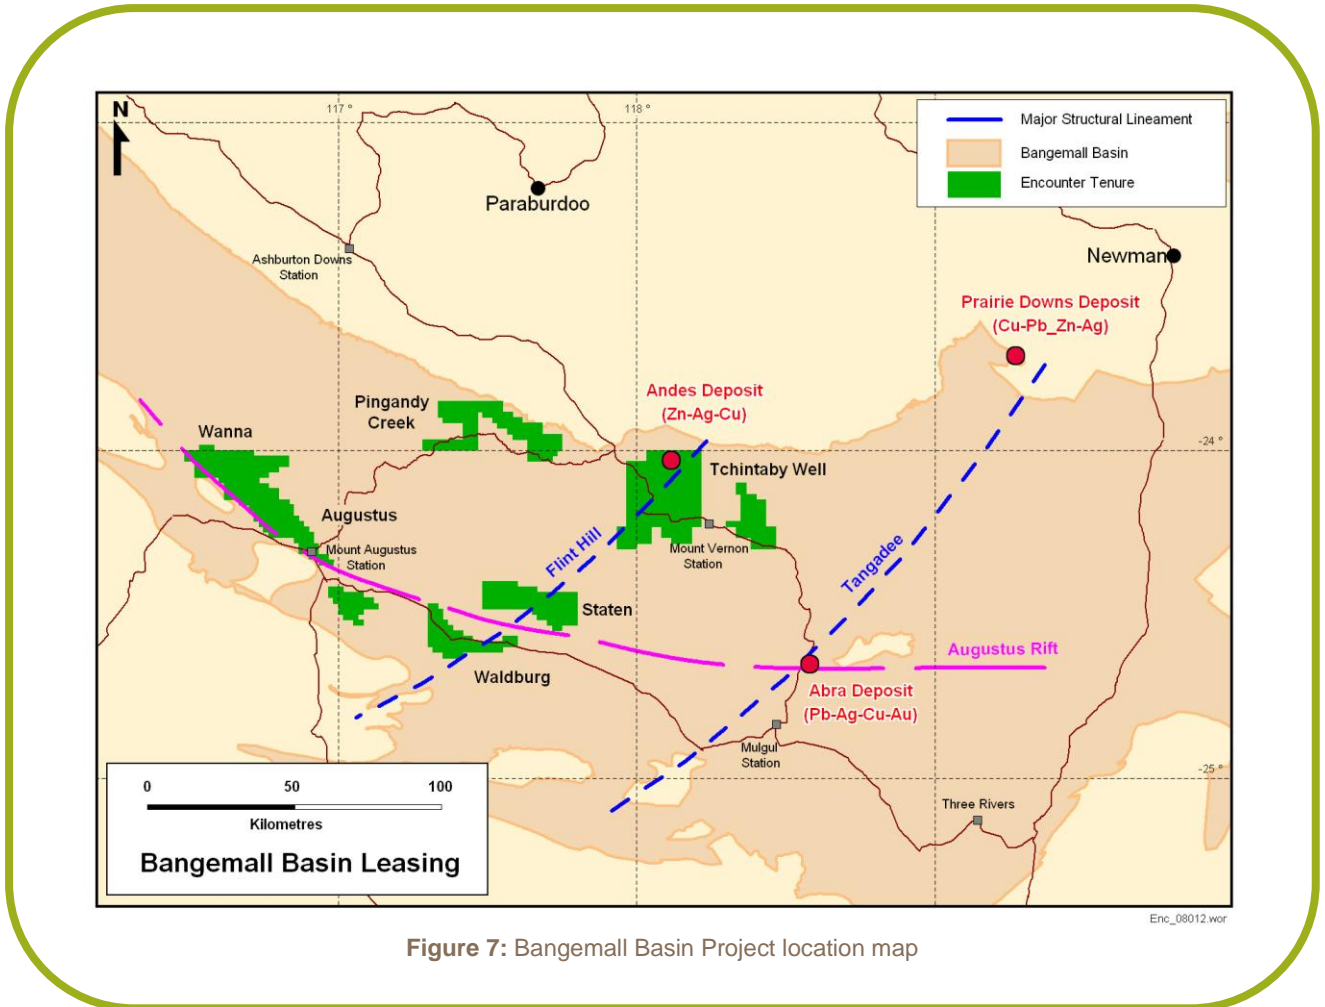 N
117 °
118 °
Major Structural Lineament
Bangemall Basin
Encounter Tenure
Paraburdoo
Ashburton Downs
Station
Newman
Prairie Downs Deposit
(Cu-Pb_Zn-Ag)
Andes Deposit
(Zn-Ag-Cu)
Pingandy
Creek
Wanna
-24 °
Tchintaby Well
Augustus
Mount Augustus
Station
Flint Hill
Mount Vernon
Station
Tangadee
Staten
Augustus Rift
Waldburg
Abra Deposit
(Pb-Ag-Cu-Au)
Mulgul
Station
-25 °
0 50 100
Kilometres
Three Rivers
Bangemall Basin Leasing
Enc_08012.wor
Figure 7: Bangemall Basin Project location map